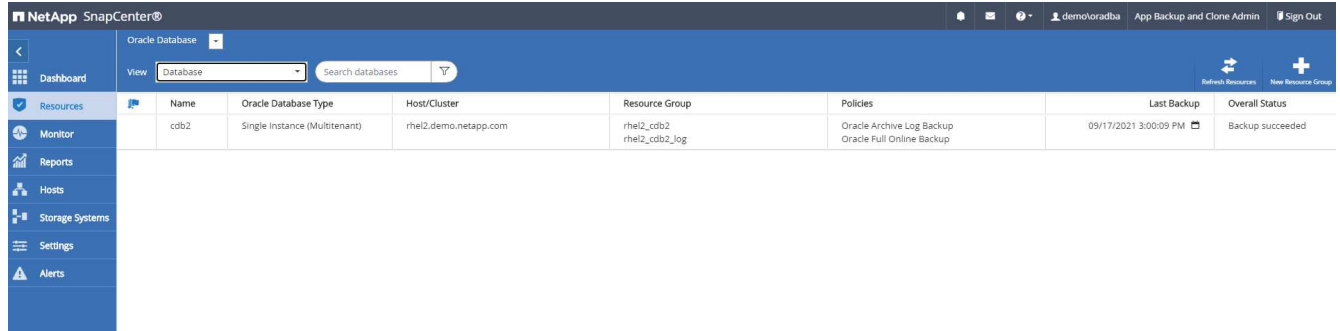 NetApp SnapCenter® demo\oradba App Backup and Clone Admin Sign Out
Oracle Database
View Database Search databases
Refresh Resources New Resource Group
Dashboard
Resources
Monitor
Reports
Hosts
Storage Systems
Settings
Alerts
Name Oracle Database Type Host/Cluster Resource Group Policies Last Backup Overall Status
cdb2 Single Instance (Multitenant) rhel2.demo.netapp.com rhel2_cdb2 Oracle Archive Log Backup 09/17/2021 3:00:09 PM Backup succeeded
rhel2_cdb2_log Oracle Full Online Backup